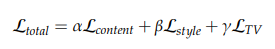 ℒ_total = αℒ_content + βℒ_style + γℒ_TV